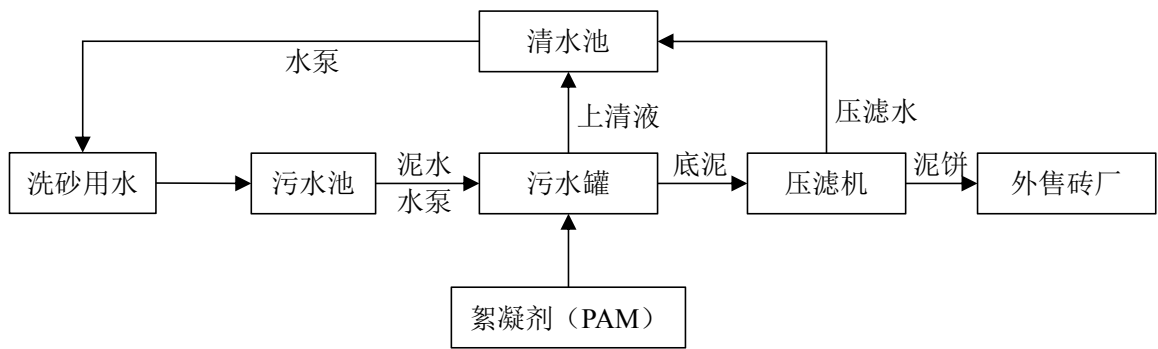 清水池
水泵
上清液
压滤水
洗砂用水
污水池
泥水
水泵
污水罐
底泥
压滤机
泥饼
外售砖厂
絮凝剂（PAM）